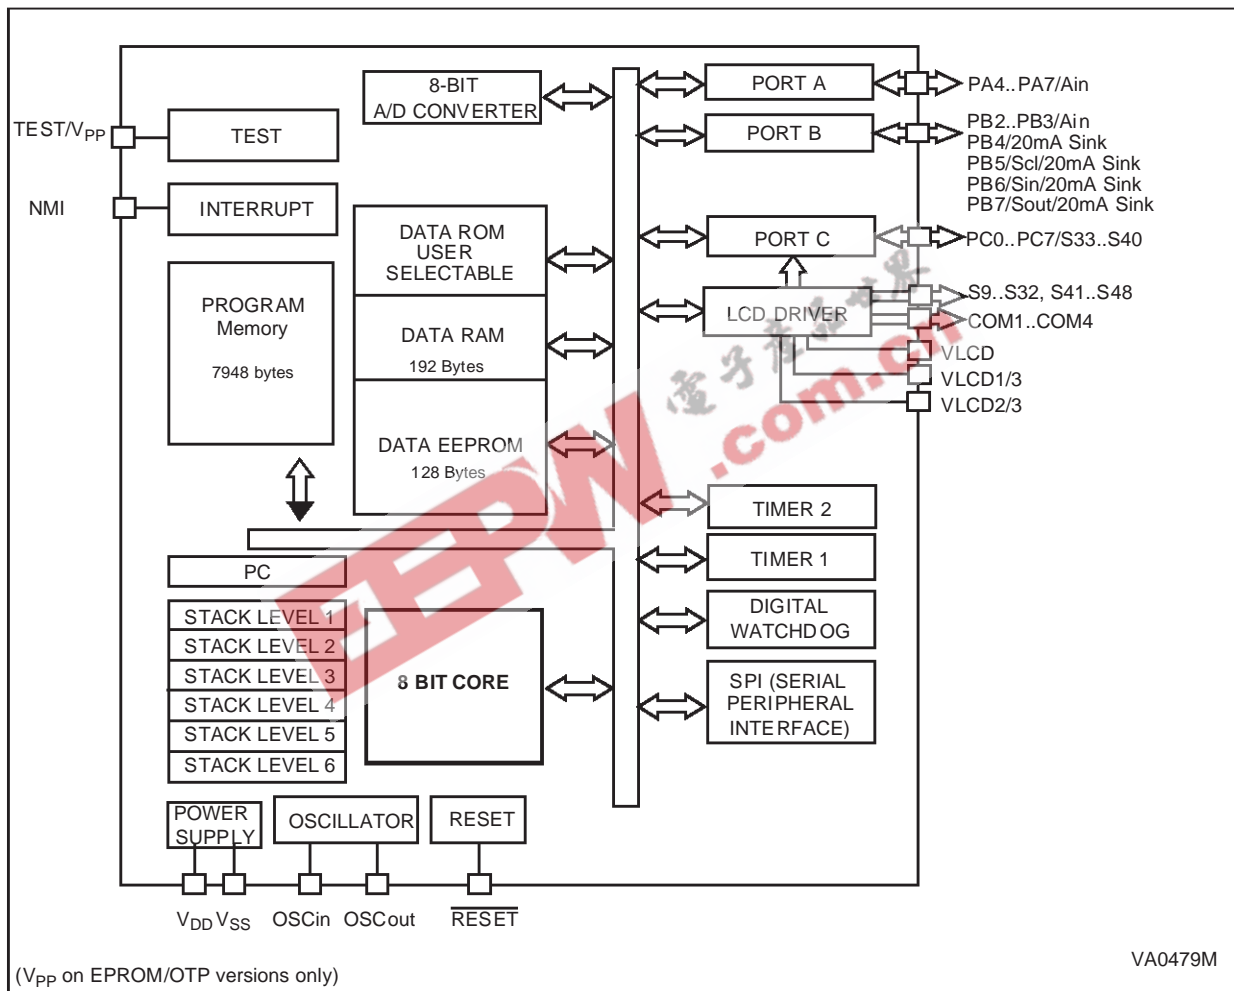 8-BIT
A/D CONVERTER
PORT A
PA4..PA7/Ain
TEST/VPP
TEST
PORT B
PB2..PB3/Ain
PB4/20mA Sink
PB5/Scl/20mA Sink
PB6/Sin/20mA Sink
PB7/Sout/20mA Sink
NMI
INTERRUPT
DATA ROM
USER
SELECTABLE
PORT C
PC0..PC7/S33..S40
PROGRAM
Memory
7948 bytes
DATA RAM
192 Bytes
LCD DRIVER
S9..S32, S41..S48
COM1..COM4
VLCD
VLCD1/3
VLCD2/3
DATA EEPROM
128 Bytes
電子產品世界
.com.cn
EEPW
TIMER 2
TIMER 1
PC
STACK LEVEL 1
STACK LEVEL 2
STACK LEVEL 3
STACK LEVEL 4
STACK LEVEL 5
STACK LEVEL 6
8 BIT CORE
DIGITAL
WATCHDOG
SPI (SERIAL
PERIPHERAL
INTERFACE)
POWER
SUPPLY
OSCILLATOR
RESET
VDD VSS OSCin OSCout RESET
VA0479M
(VPP on EPROM/OTP versions only)